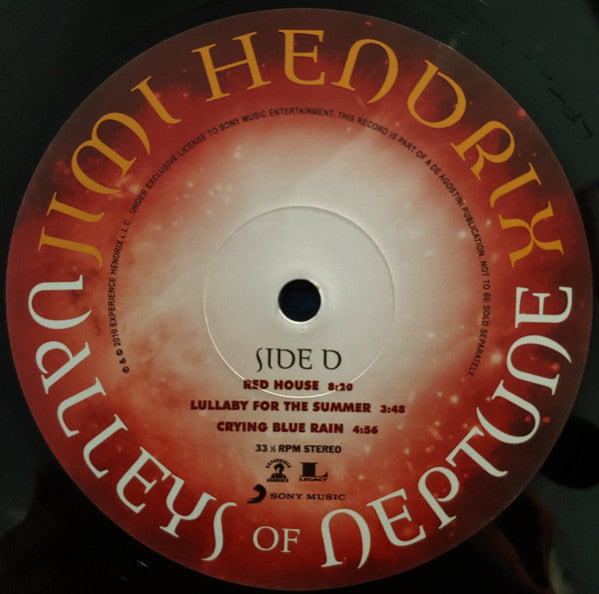 JIMI HENDRIX
℗ & © 2010 EXPERIENCE HENDRIX L.L.C., UNDER EXCLUSIVE LICENSE TO SONY MUSIC ENTERTAINMENT. THIS RECORD IS PART OF A DE AGOSTINI PUBLICATION. NOT TO BE SOLD SEPARATELY.
SIDE D
RED HOUSE 8:20
LULLABY FOR THE SUMMER 3:48
CRYING BLUE RAIN 4:56
33 ⅓ RPM STEREO
EXPERIENCE
HENDRIX
L
LEGACY
SONY MUSIC
VALLEYS OF NEPTUNE